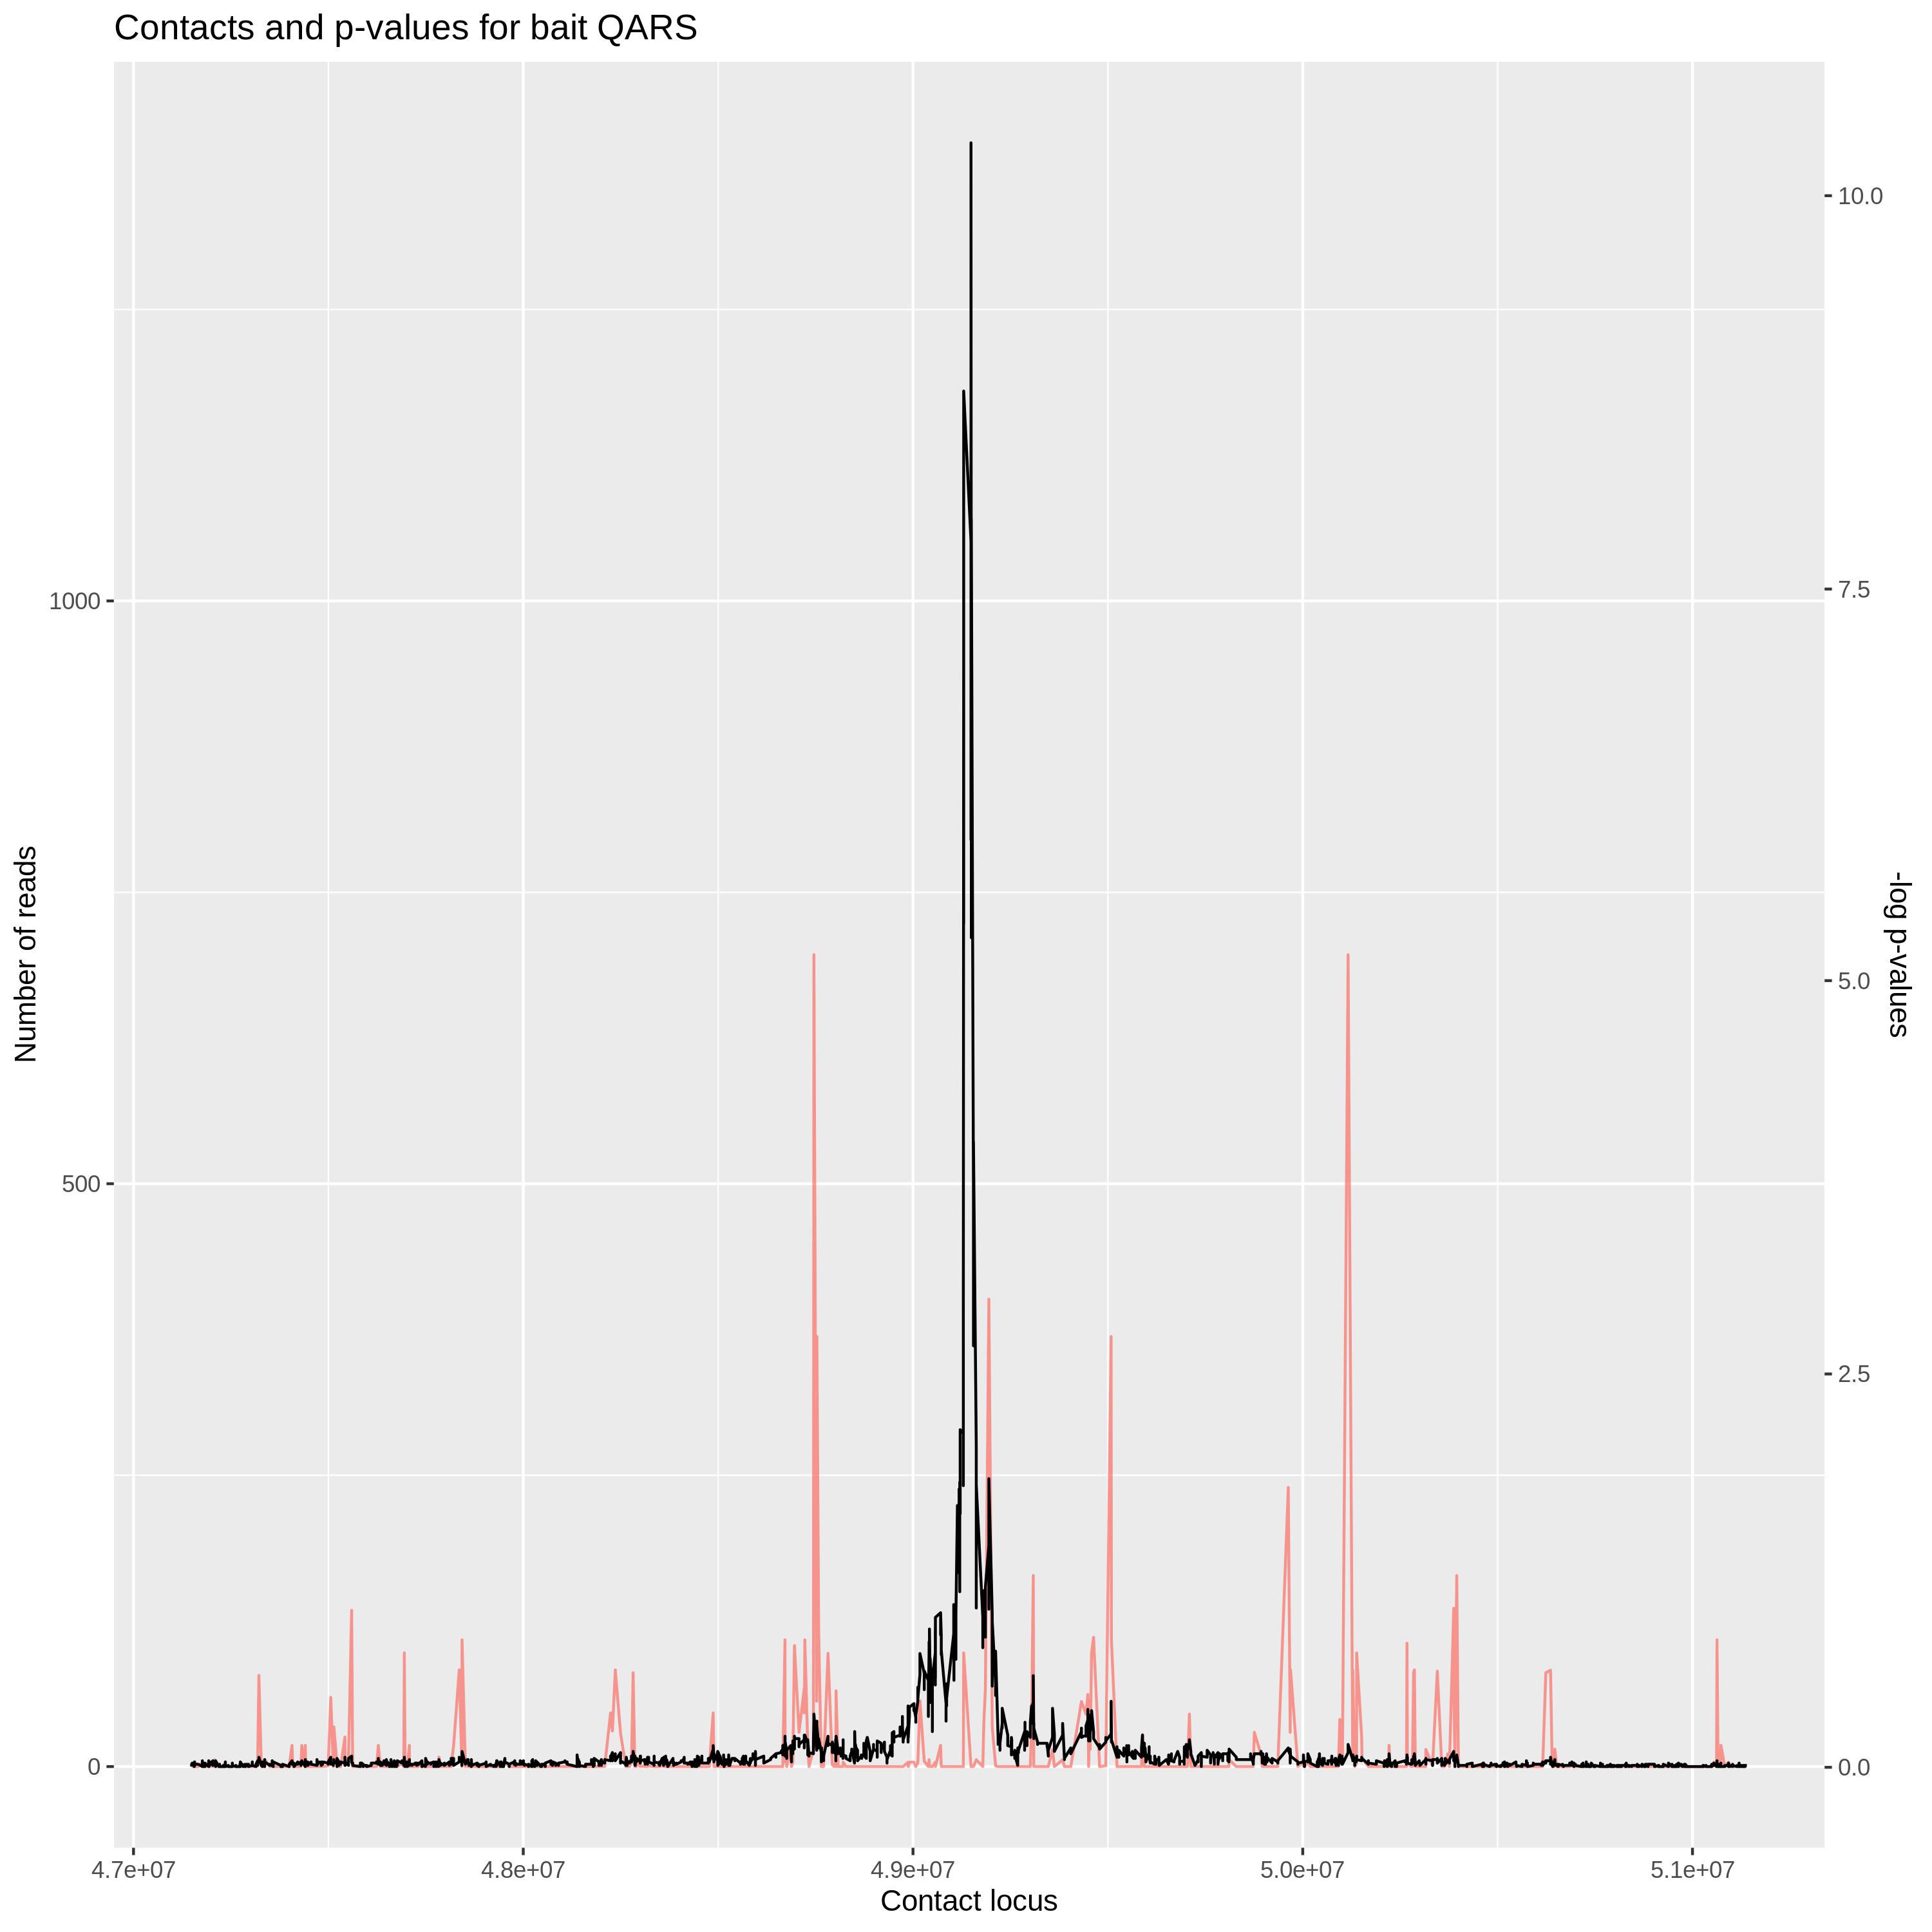 Contacts and p-values for bait QARS
10.0
1000
7.5
Number of reads
-log p-values
5.0
500
2.5
0
0.0
4.7e+07
4.8e+07
4.9e+07
5.0e+07
5.1e+07
Contact locus